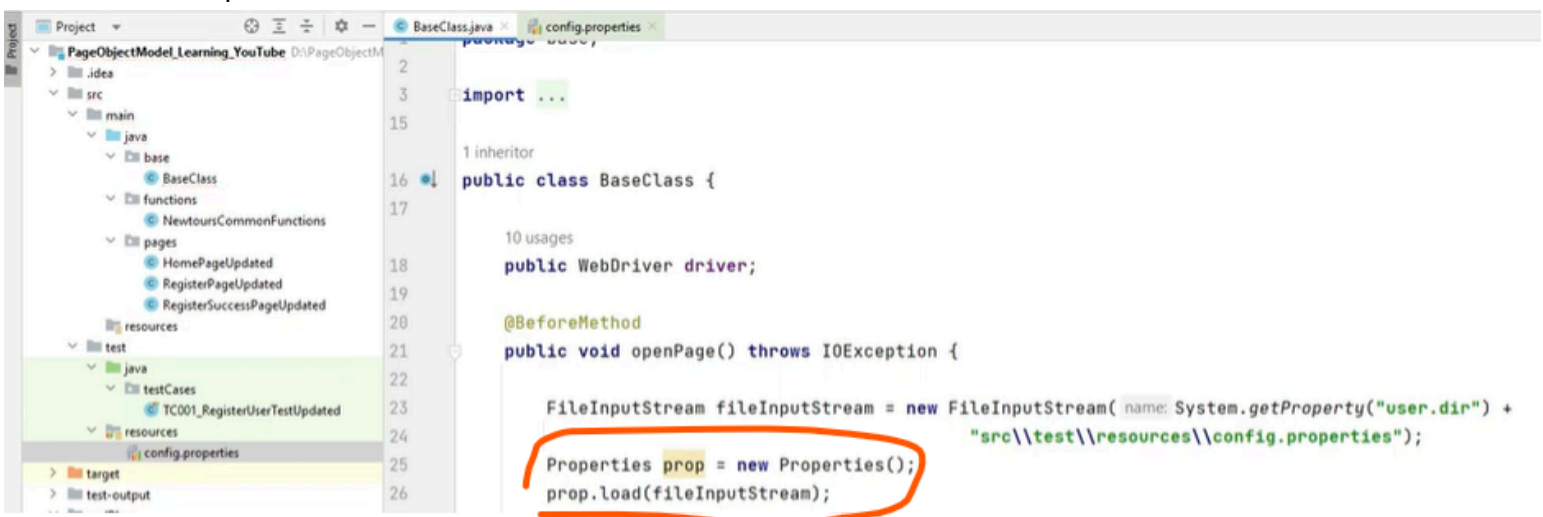 Project
BaseClass.java
config.properties
Project
PageObjectModel_Learning_YouTube D:\PageObjectM
.idea
src
main
java
base
BaseClass
functions
NewtoursCommonFunctions
pages
HomePageUpdated
RegisterPageUpdated
RegisterSuccessPageUpdated
resources
test
java
testCases
TC001_RegisterUserTestUpdated
resources
config.properties
target
test-output
2
3 import ...
15
1 inheritor
16 public class BaseClass {
17
10 usages
18 public WebDriver driver;
19
20 @BeforeMethod
21 public void openPage() throws IOException {
22
23 FileInputStream fileInputStream = new FileInputStream( name: System.getProperty("user.dir") +
24 "src\\test\\resources\\config.properties");
25 Properties prop = new Properties();
26 prop.load(fileInputStream);